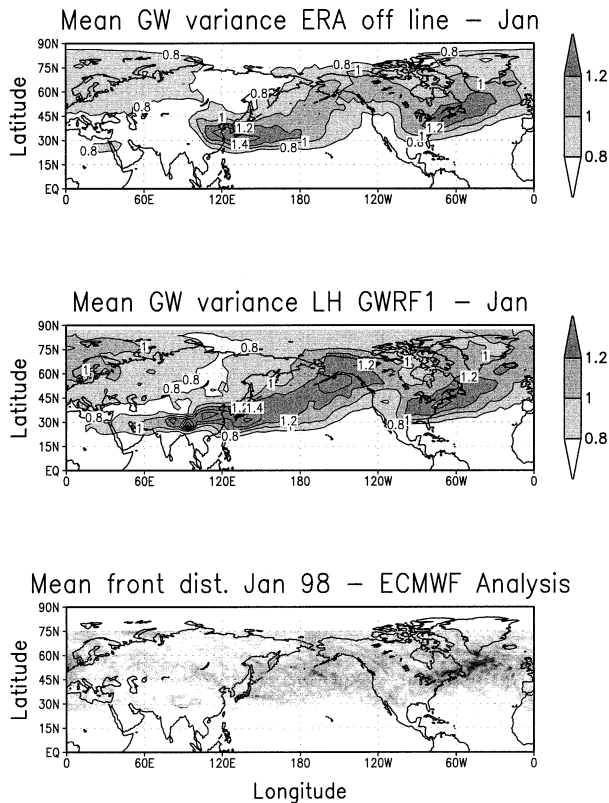 Mean GW variance ERA off line – Jan
90N
75N
60N
45N
30N
15N
EQ
Latitude
0 60E 120E 180 120W 60W 0
0.8 0.8 0.8
1 1
0.8 0.8
1 1.2 1.2
1.4 0.8 1
0.8
1.2
1
0.8
Mean GW variance LH GWRF1 – Jan
90N
75N
60N
45N
30N
15N
EQ
Latitude
0 60E 120E 180 120W 60W 0
1 0.8 1 1
1 0.8 1.2
0.8 1 1.2
0.8 1.2 1.4
1 1.2 0.8 1
0.8
1.2
1
0.8
Mean front dist. Jan 98 – ECMWF Analysis
90N
75N
60N
45N
30N
15N
EQ
Latitude
0 60E 120E 180 120W 60W 0
Longitude